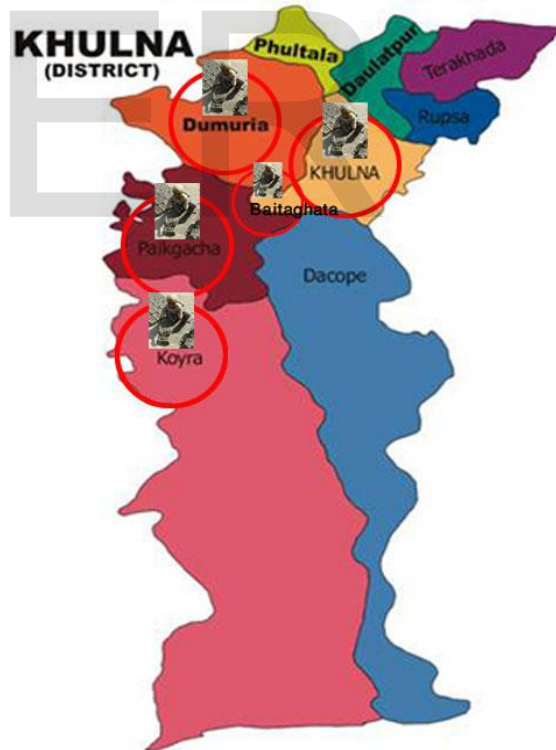 KHULNA
(DISTRICT)
Phultala
Daulatpur
Terakhada
Dumuria
Rupsa
KHULNA
Baitaghata
Paikgacha
Dacope
Koyra